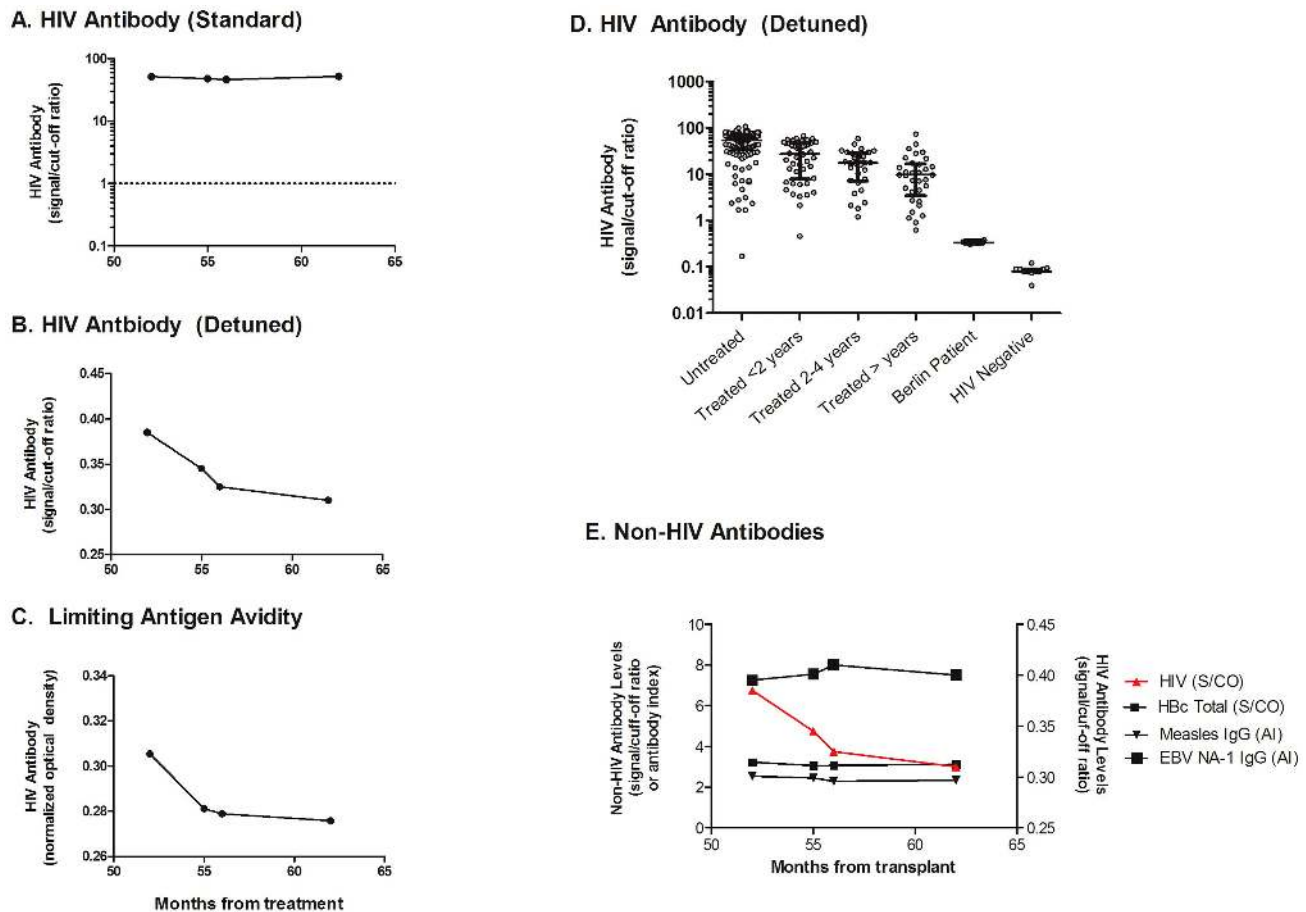 A. HIV Antibody (Standard)
HIV Antibody
(signal/cut-off ratio)
100
10
1
0.1
50 55 60 65
B. HIV Antbiody (Detuned)
HIV Antibody
(signal/cut-off ratio)
0.45
0.40
0.35
0.30
0.25
50 55 60 65
C. Limiting Antigen Avidity
HIV Antibody
(normalized optical density)
0.34
0.32
0.30
0.28
0.26
50 55 60 65
Months from treatment
D. HIV Antibody (Detuned)
HIV Antibody
(signal/cut-off ratio)
1000
100
10
1
0.1
0.01
Untreated
Treated <2 years
Treated 2-4 years
Treated > years
Berlin Patient
HIV Negative
E. Non-HIV Antibodies
Non-HIV Antibody Levels
(signal/cuff-off ratio
or antibody index)
10
8
6
4
2
0
50 55 60 65
Months from transplant
0.45
0.40
0.35
0.30
0.25
HIV Antibody Levels
(signal/cuf-off ratio)
HIV (S/CO)
HBc Total (S/CO)
Measles IgG (AI)
EBV NA-1 IgG (AI)